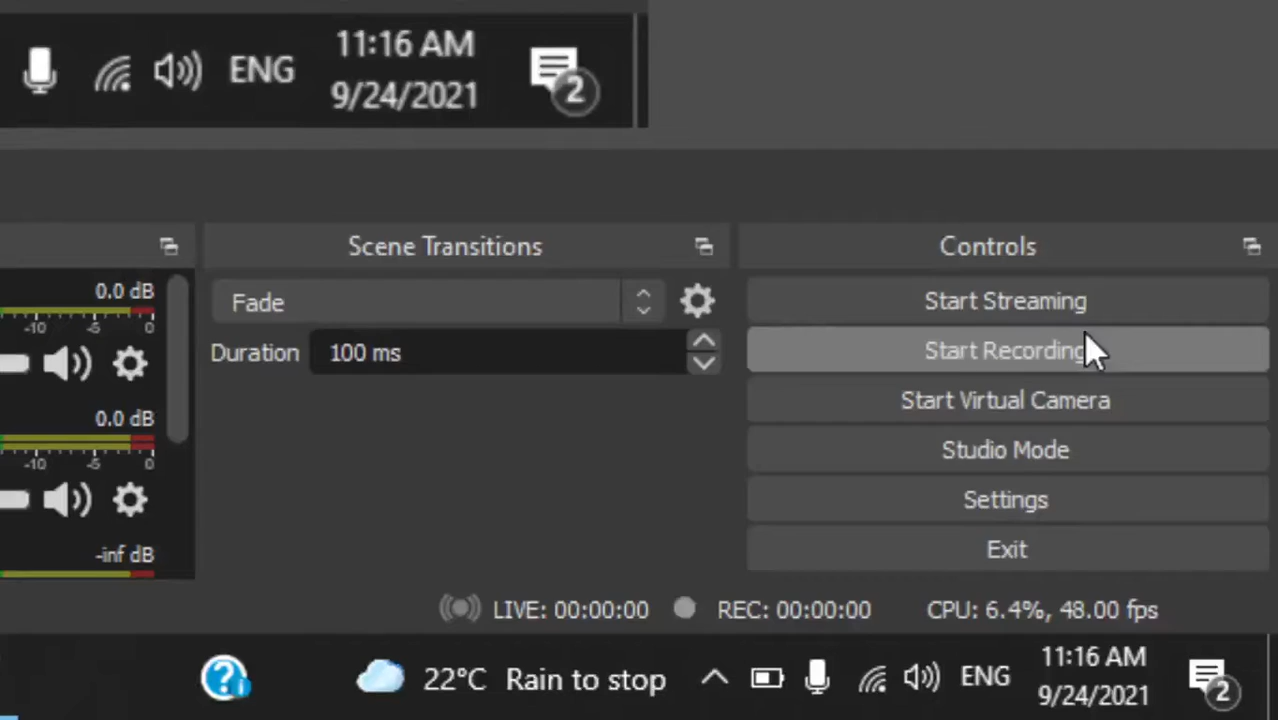 11:16 AM
ENG
9/24/2021
2
Scene Transitions
Controls
0.0 dB
-10 -5 0
Fade
Duration 100 ms
0.0 dB
-10 -5 0
-inf dB
Start Streaming
Start Recording
Start Virtual Camera
Studio Mode
Settings
Exit
LIVE: 00:00:00 REC: 00:00:00 CPU: 6.4%, 48.00 fps
22°C Rain to stop
ENG
11:16 AM
9/24/2021
2